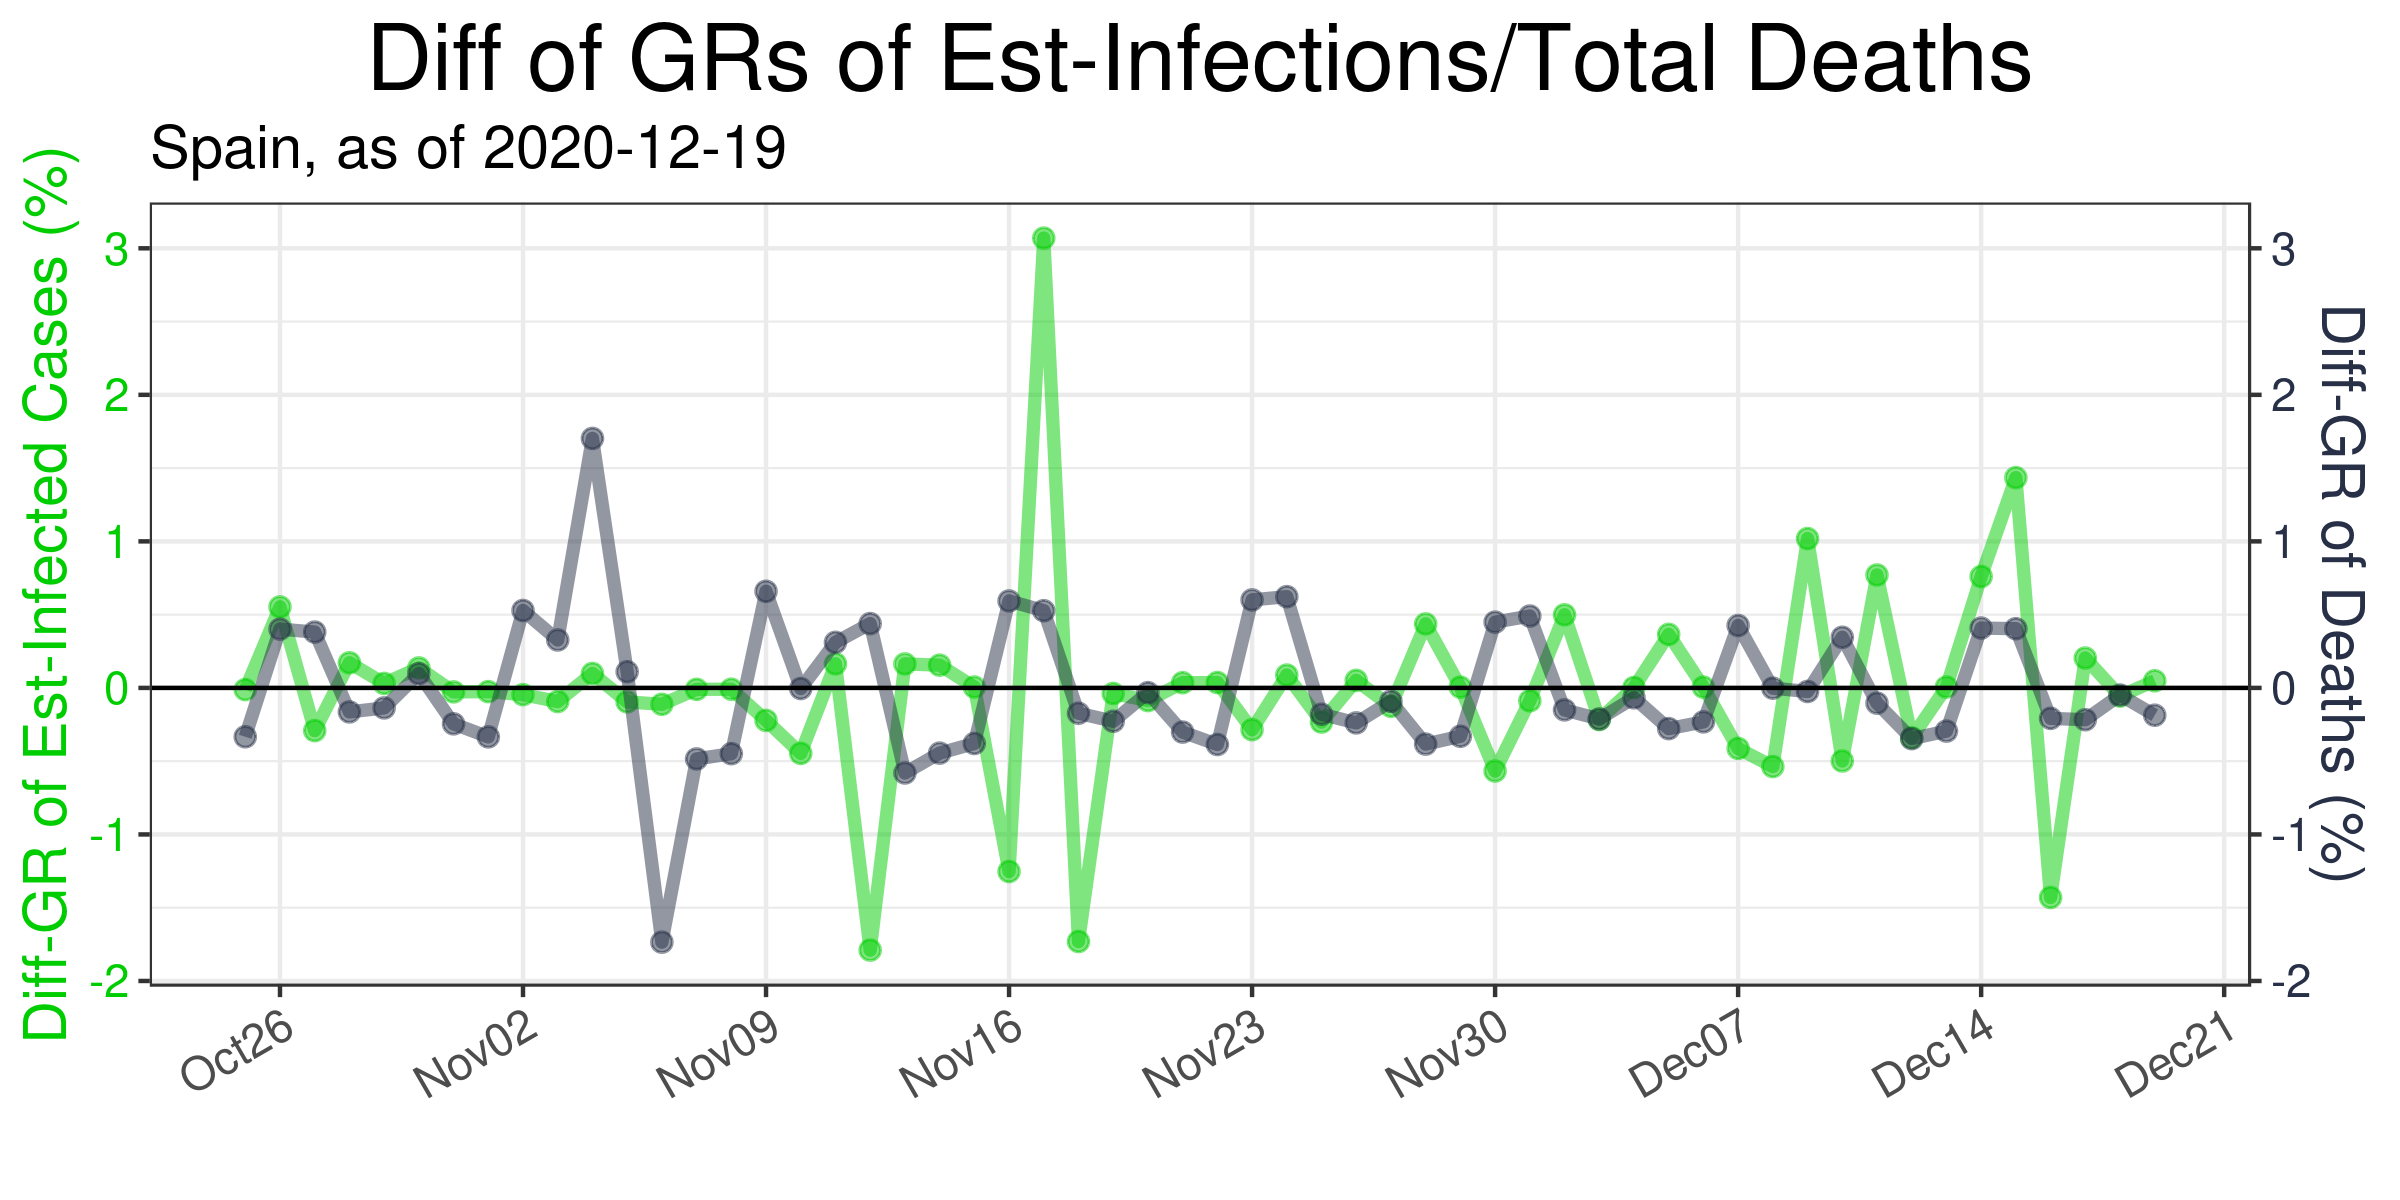 Diff of GRs of Est-Infections/Total Deaths
Spain, as of 2020-12-19
Diff-GR of Est-Infected Cases (%)
3
2
1
0
-1
-2
3
2
1
0
-1
-2
Diff-GR of Deaths (%)
Oct26
Nov02
Nov09
Nov16
Nov23
Nov30
Dec07
Dec14
Dec21